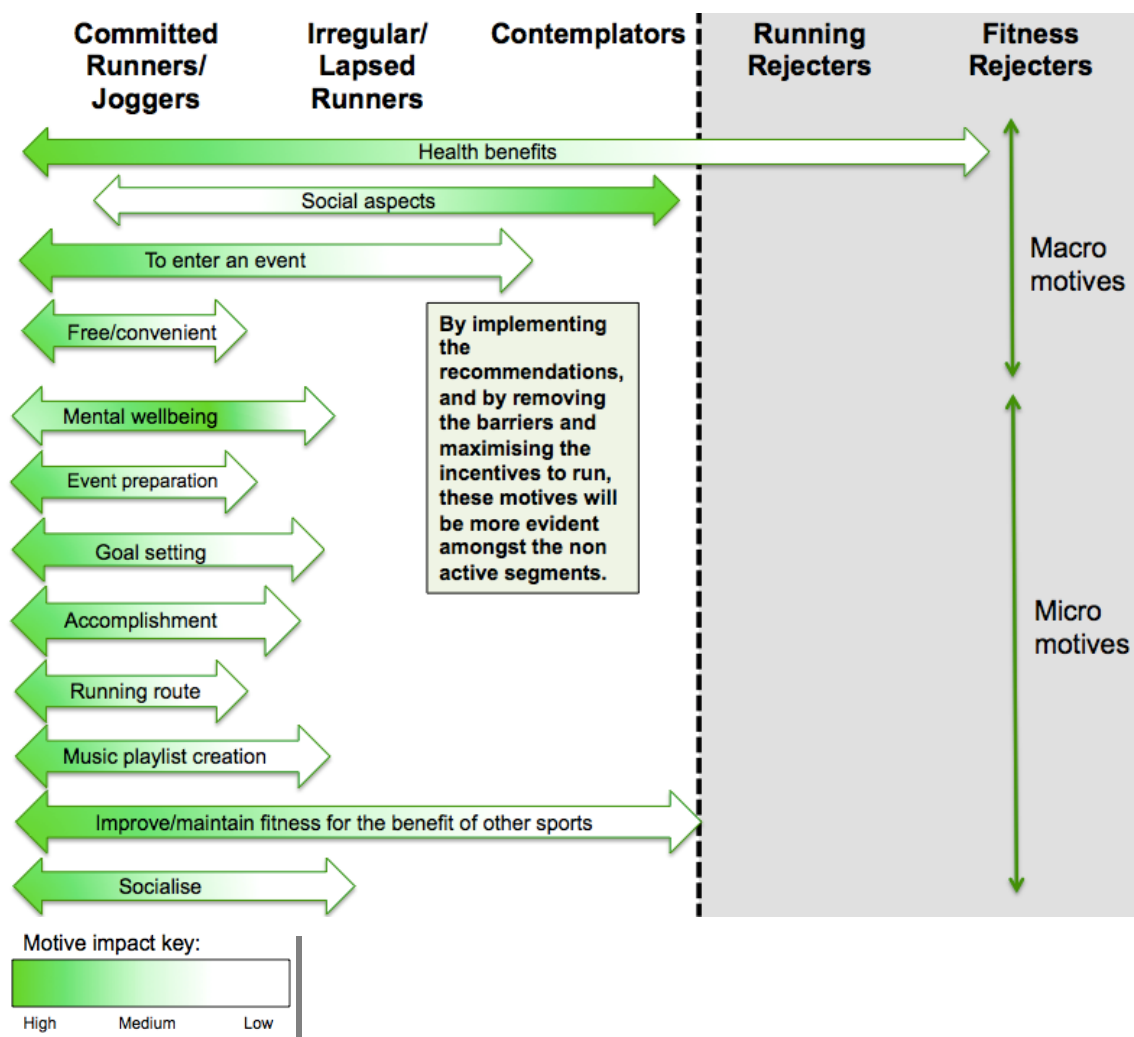 Committed
Runners/
Joggers
Irregular/
Lapsed
Runners
Contemplators
Running
Rejecters
Fitness
Rejecters
Health benefits
Social aspects
To enter an event
Free/convenient
Macro
motives
By implementing
the
recommendations,
and by removing
the barriers and
maximising the
incentives to run,
these motives will
be more evident
amongst the non
active segments.
Mental wellbeing
Event preparation
Goal setting
Accomplishment
Running route
Music playlist creation
Improve/maintain fitness for the benefit of other sports
Socialise
Micro
motives
Motive impact key:
High Medium Low